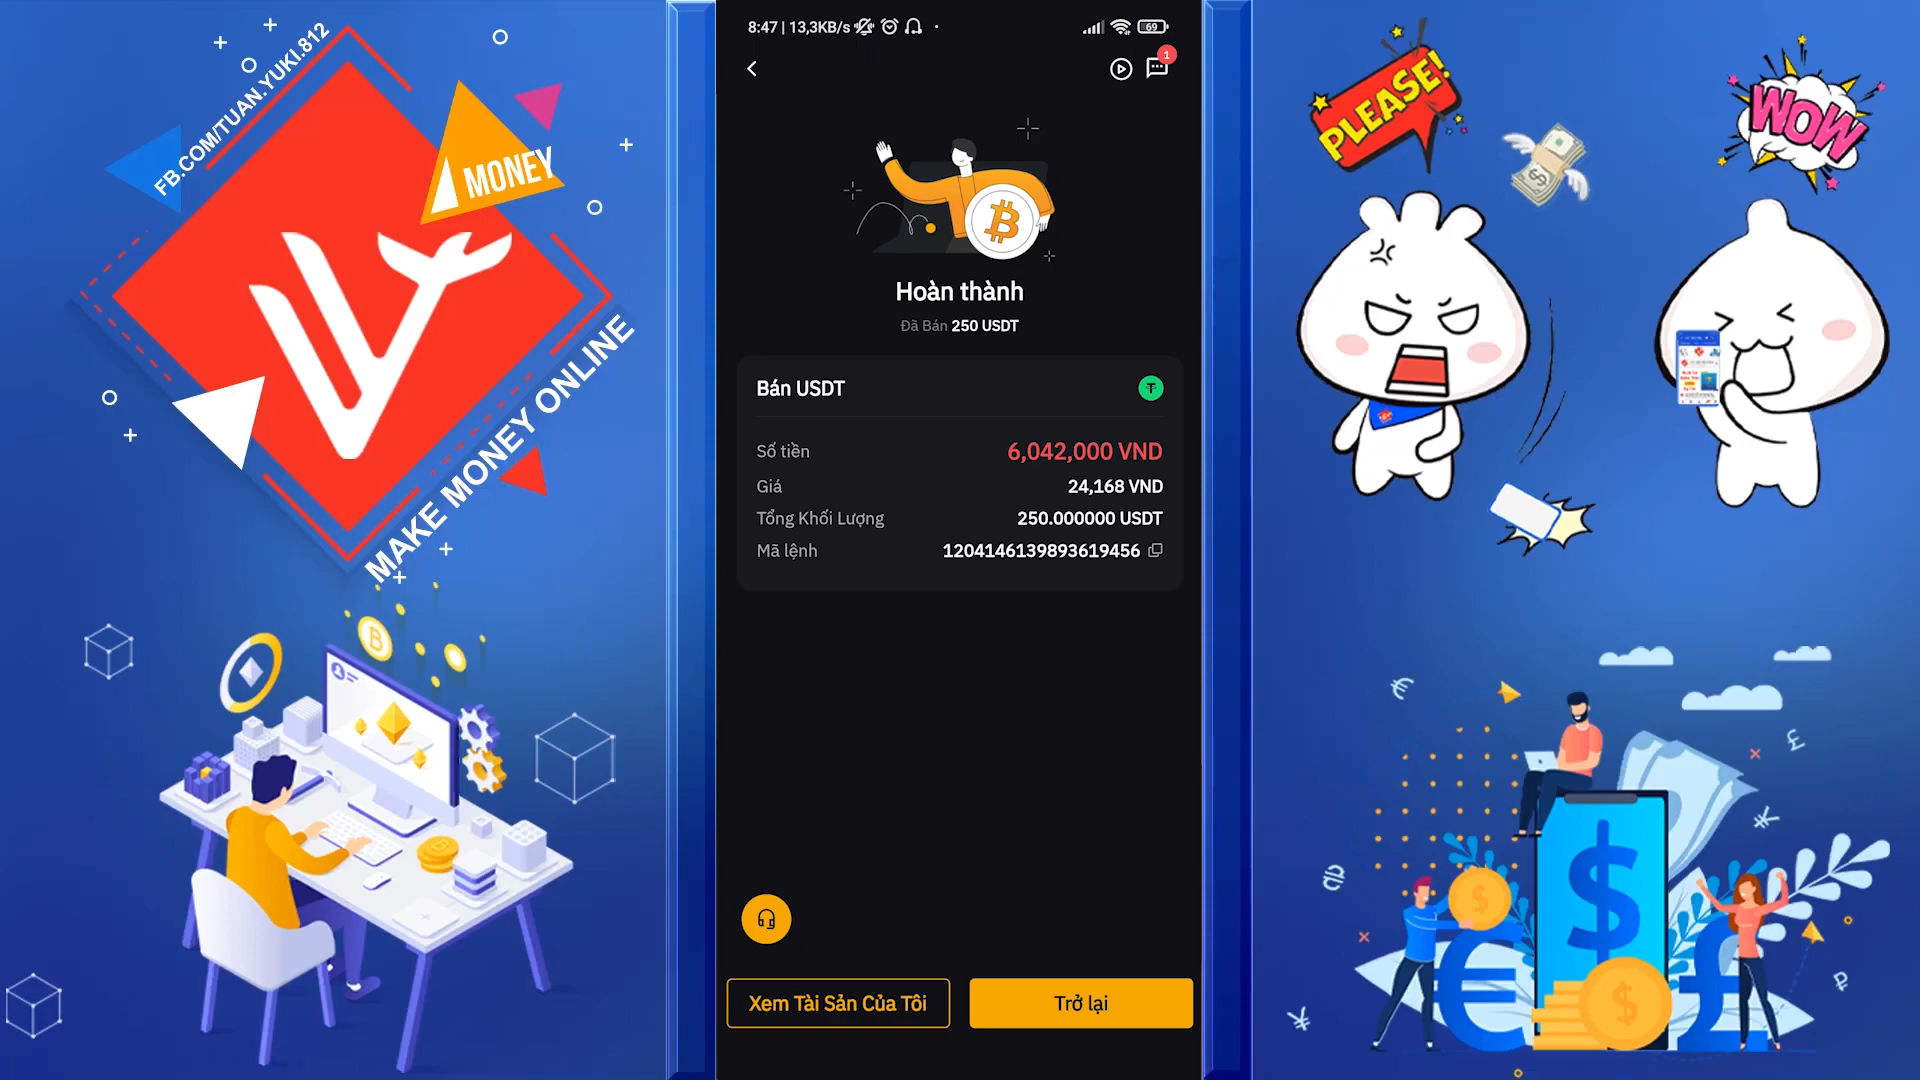 FB.COM/TUAN.YUKI.812
MONEY
MAKE MONEY ONLINE
8:47 | 13,3KB/s
69
1
Hoàn thành
Đã Bán 250 USDT
Bán USDT
Số tiền 6,042,000 VND
Giá 24,168 VND
Tổng Khối Lượng 250.000000 USDT
Mã lệnh 1204146139893619456
Xem Tài Sản Của Tôi
Trở lại
PLEASE!
WOW